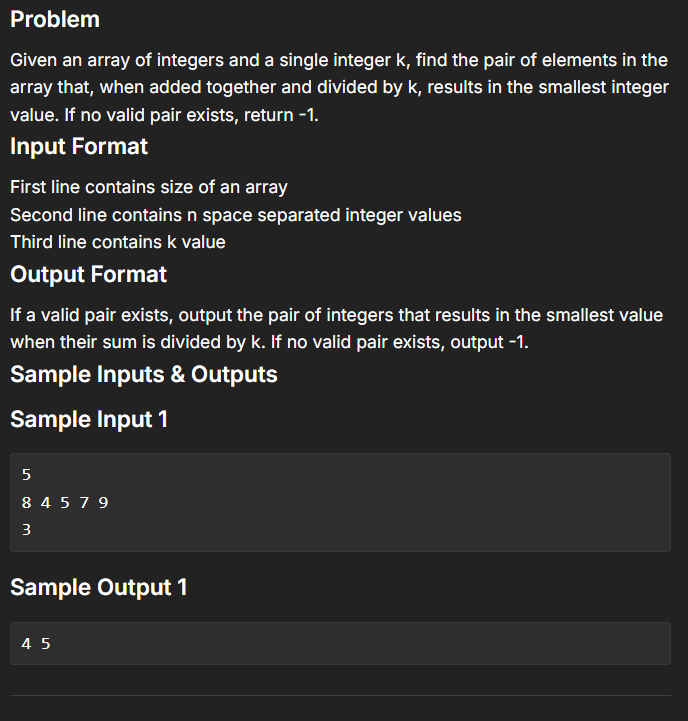 Problem
Given an array of integers and a single integer k, find the pair of elements in the
array that, when added together and divided by k, results in the smallest integer
value. If no valid pair exists, return -1.
Input Format
First line contains size of an array
Second line contains n space separated integer values
Third line contains k value
Output Format
If a valid pair exists, output the pair of integers that results in the smallest value
when their sum is divided by k. If no valid pair exists, output -1.
Sample Inputs & Outputs
Sample Input 1
5
8 4 5 7 9
3
Sample Output 1
4 5